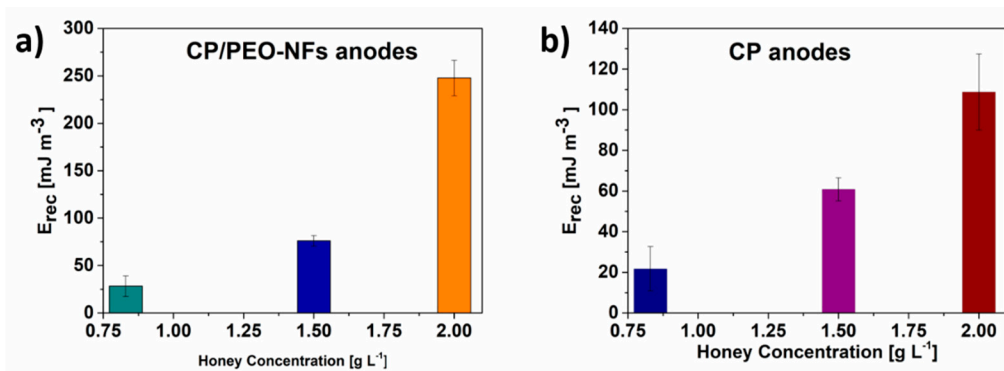 a)
CP/PEO-NFs anodes
E_rec [mJ m⁻³]
300
250
200
150
100
50
0
0.75 1.00 1.25 1.50 1.75 2.00
Honey Concentration [g L⁻¹]
b)
CP anodes
E_rec [mJ m⁻³]
140
120
100
80
60
40
20
0
0.75 1.00 1.25 1.50 1.75 2.00
Honey Concentration [g L⁻¹]